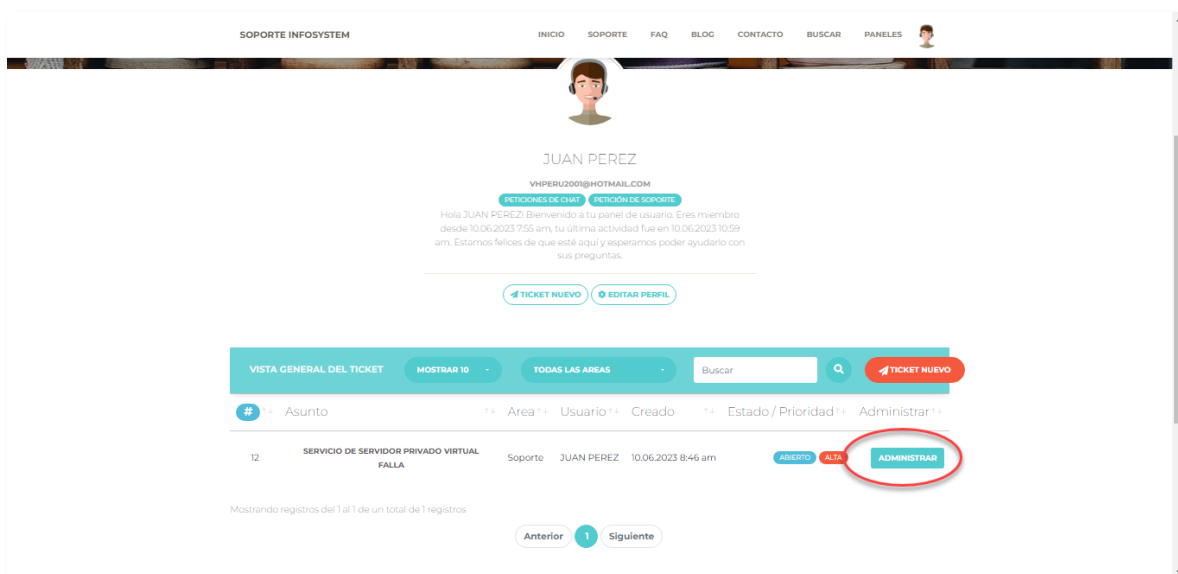 SOPORTE INFOSYSTEM INICIO SOPORTE FAQ BLOG CONTACTO BUSCAR PANELES
JUAN PEREZ
VHPERU2001@HOTMAIL.COM
PETICIONES DE CHAT PETICIÓN DE SOPORTE
Hola JUAN PEREZ! Bienvenido a tu panel de usuario. Eres miembro
desde 10.06.2023 7:55 am, tu última actividad fue en 10.06.2023 10:59
am. Estamos felices de que esté aquí y esperamos poder ayudarlo con
sus preguntas.
TICKET NUEVO EDITAR PERFIL
VISTA GENERAL DEL TICKET MOSTRAR 10 TODAS LAS AREAS Buscar TICKET NUEVO
# Asunto Area Usuario Creado Estado / Prioridad Administrar
12 SERVICIO DE SERVIDOR PRIVADO VIRTUAL
FALLA Soporte JUAN PEREZ 10.06.2023 8:46 am ABIERTO ALTA ADMINISTRAR
Mostrando registros del 1 al 1 de un total de 1 registros
Anterior 1 Siguiente